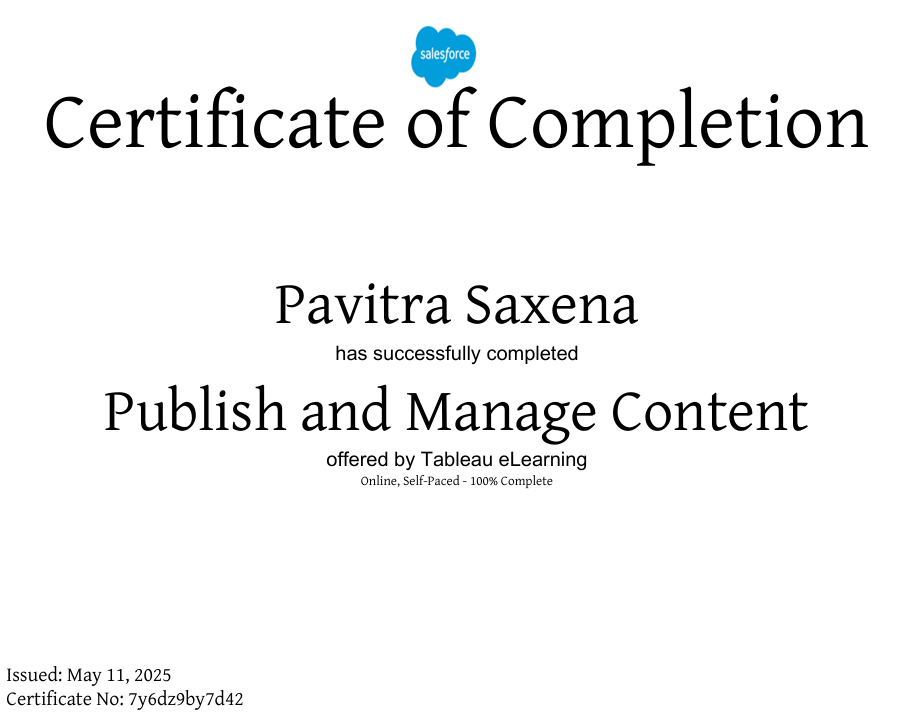 salesforce
Certificate of Completion
Pavitra Saxena
has successfully completed
Publish and Manage Content
offered by Tableau eLearning
Online, Self-Paced - 100% Complete
Issued: May 11, 2025
Certificate No: 7y6dz9by7d42